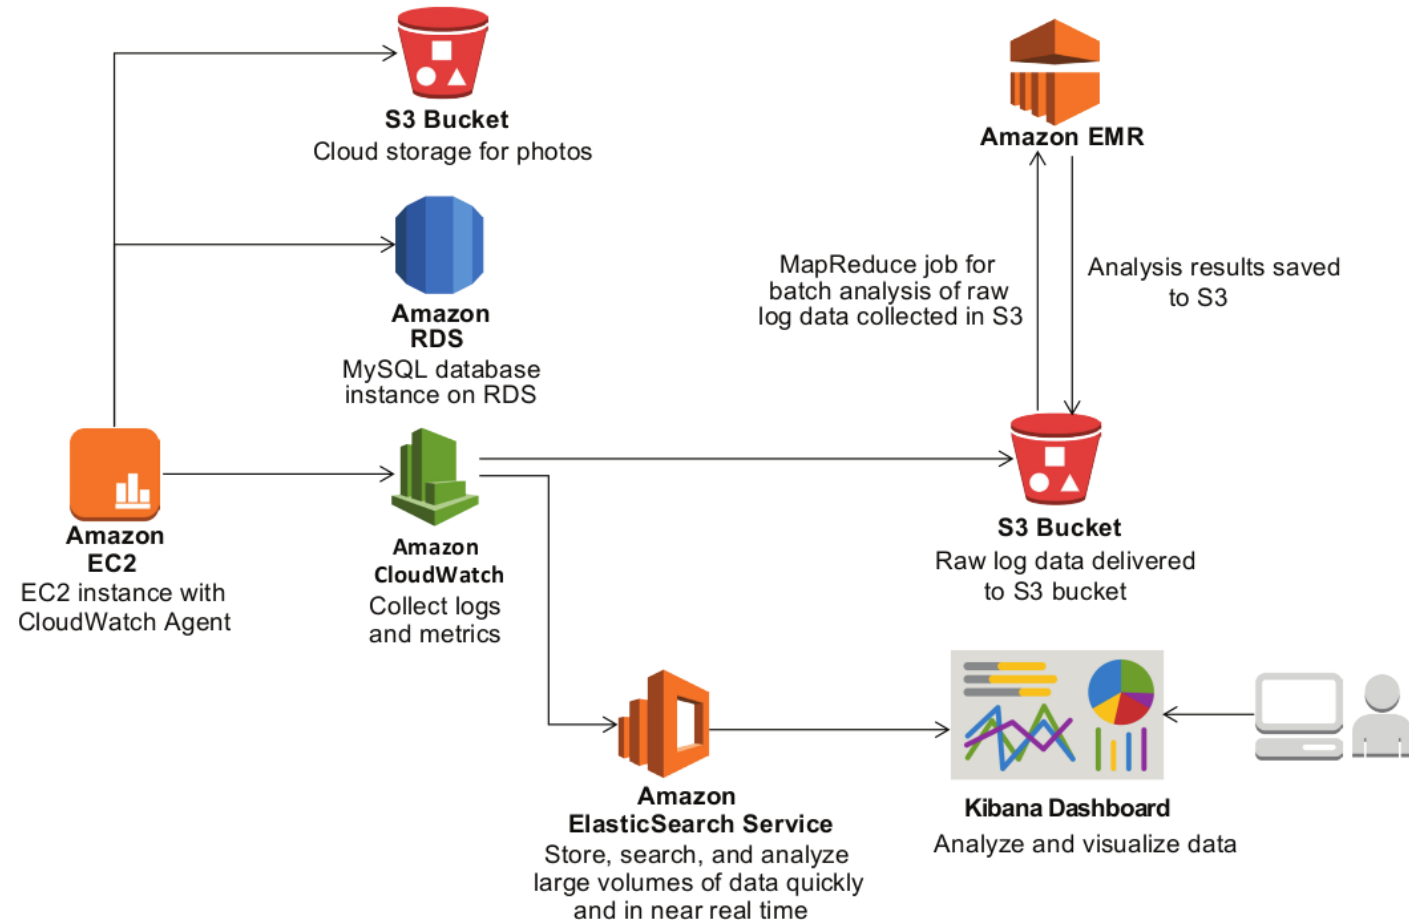 S3 Bucket
Cloud storage for photos
Amazon EMR
Amazon
RDS
MySQL database
instance on RDS
MapReduce job for
batch analysis of raw
log data collected in S3
Analysis results saved
to S3
Amazon
EC2
EC2 instance with
CloudWatch Agent
Amazon
CloudWatch
Collect logs
and metrics
S3 Bucket
Raw log data delivered
to S3 bucket
Amazon
ElasticSearch Service
Store, search, and analyze
large volumes of data quickly
and in near real time
Kibana Dashboard
Analyze and visualize data